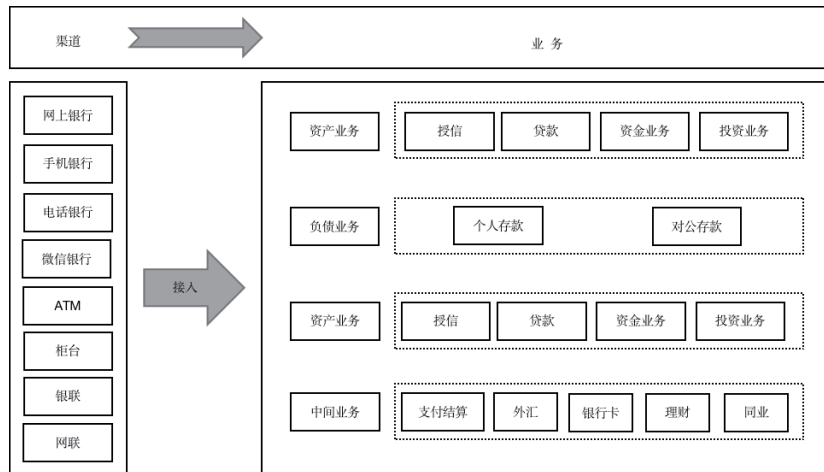 渠道
业 务
网上银行
手机银行
电话银行
微信银行
ATM
柜台
银联
网联
接入
资产业务
授信
贷款
资金业务
投资业务
负债业务
个人存款
对公存款
资产业务
授信
贷款
资金业务
投资业务
中间业务
支付结算
外汇
银行卡
理财
同业